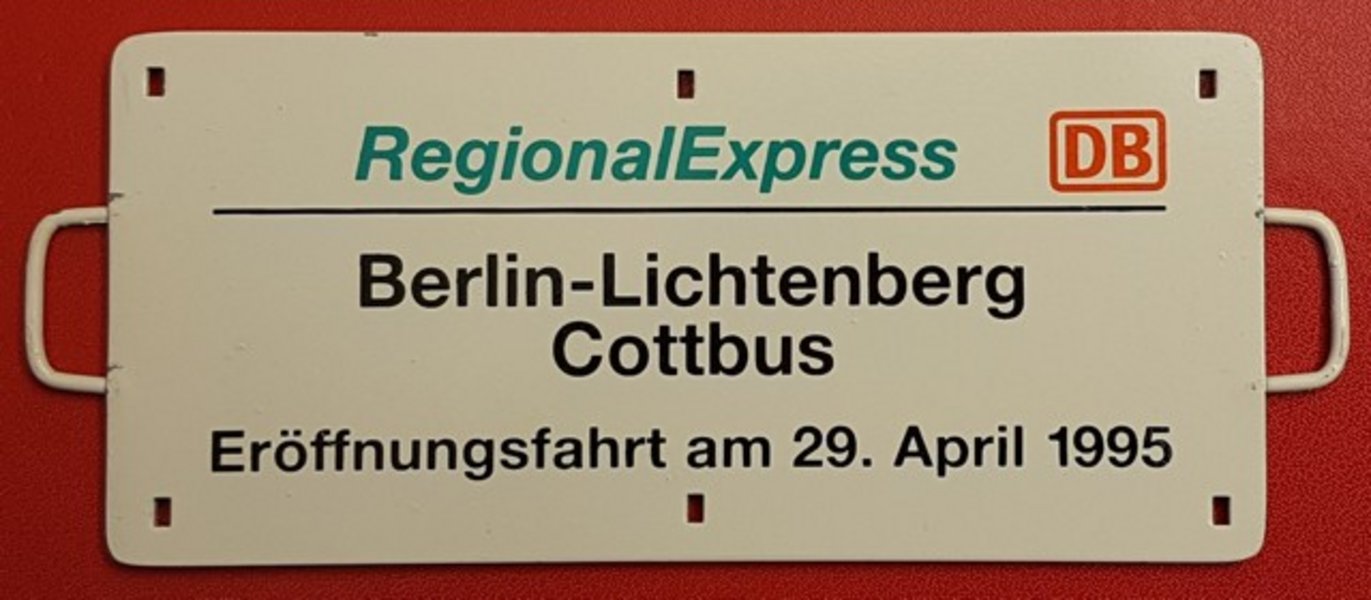 RegionalExpress DB
Berlin-Lichtenberg
Cottbus
Eröffnungsfahrt am 29. April 1995